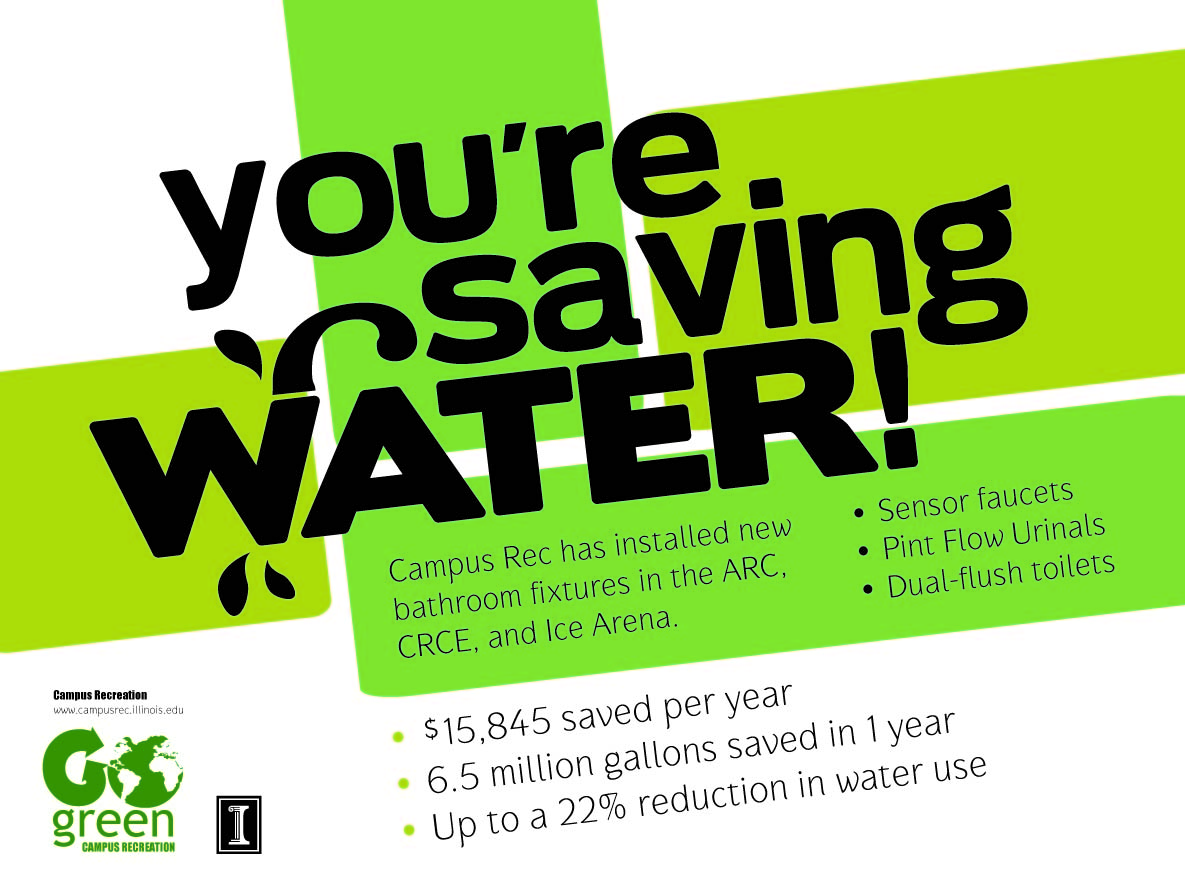 you're
saving
WATER!
Campus Rec has installed new
bathroom fixtures in the ARC,
CRCE, and Ice Arena.
• Sensor faucets
• Pint Flow Urinals
• Dual-flush toilets
• $15,845 saved per year
• 6.5 million gallons saved in 1 year
• Up to a 22% reduction in water use
Campus Recreation
www.campusrec.illinois.edu
Go
green
CAMPUS RECREATION
I